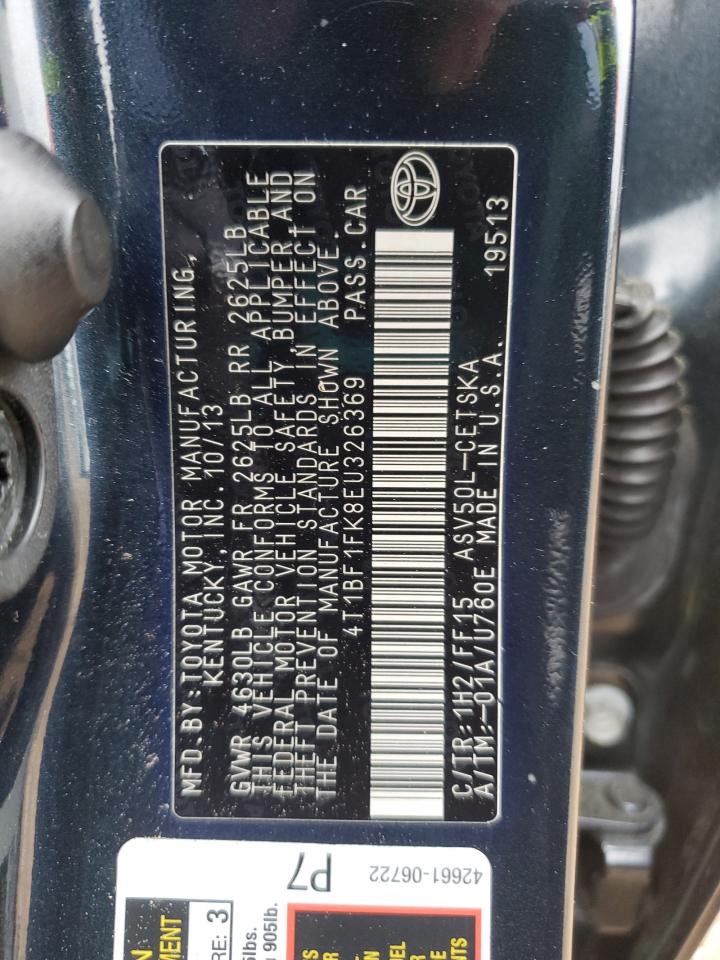 MFD.BY:TOYOTA MOTOR MANUFACTURING,
KENTUCKY, INC. 10/13
GVWR 4630LB GAWR FR 2625LB RR 2625LB
THIS VEHICLE CONFORMS TO ALL APPLICABLE
FEDERAL MOTOR VEHICLE SAFETY, BUMPER,AND
THEFT PREVENTION STANDARDS IN EFFECT ON
THE DATE OF MANUFACTURE SHOWN ABOVE.
4T1BF1FK8EU326369 PASS.CAR
C/TR:1H2/FF15 ASV50L-CETSKA
A/TM:-01A/U760E MADE IN U.S.A. 19513
P7
42661-06722
RE: 3
905lb.